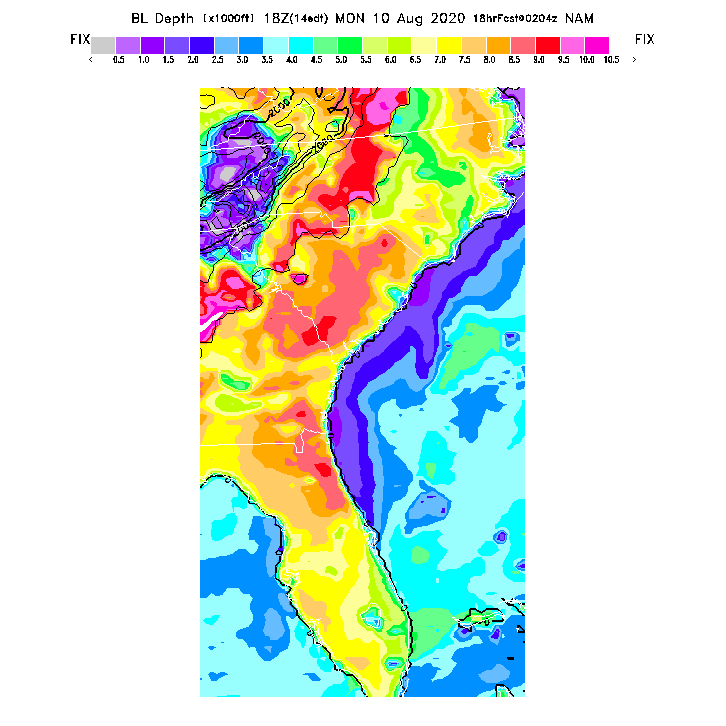 BL Depth [x1000ft] 18Z(14edt) MON 10 Aug 2020 18hrFcst@0204z NAM
FIX FIX
< 0.5 1.0 1.5 2.0 2.5 3.0 3.5 4.0 4.5 5.0 5.5 6.0 6.5 7.0 7.5 8.0 8.5 9.0 9.5 10.0 10.5 >
2000
2000